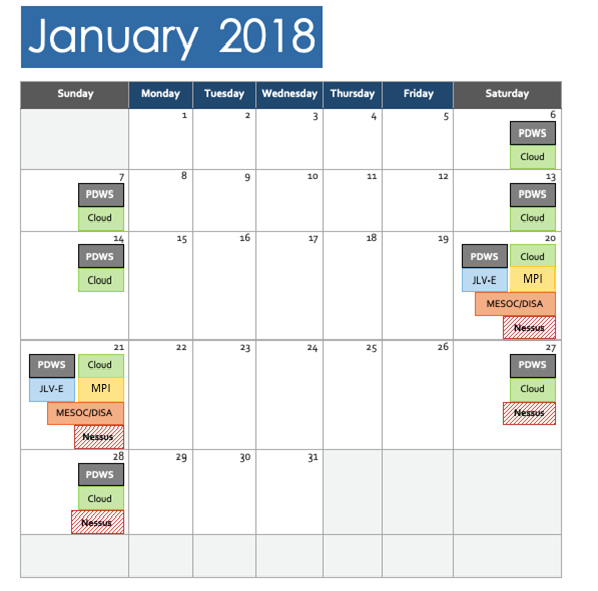 January 2018
Sunday Monday Tuesday Wednesday Thursday Friday Saturday
1 2 3 4 5 6
PDWS
Cloud
7 8 9 10 11 12 13
PDWS PDWS
Cloud Cloud
14 15 16 17 18 19 20
PDWS PDWS Cloud
Cloud JLV-E MPI
MESOC/DISA
Nessus
21 22 23 24 25 26 27
PDWS Cloud PDWS
JLV-E MPI Cloud
MESOC/DISA Nessus
Nessus
28 29 30 31
PDWS
Cloud
Nessus